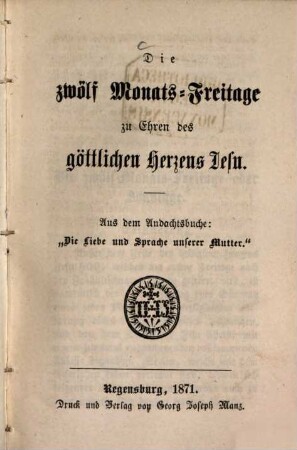 Die
zwölf Monats-Freitage
zu Ehren des
göttlichen Herzens Jesu.
Aus dem Andachtsbuche:
„Die Liebe und Sprache unserer Mutter.“
Regensburg, 1871.
Druck und Verlag von Georg Joseph Manz.